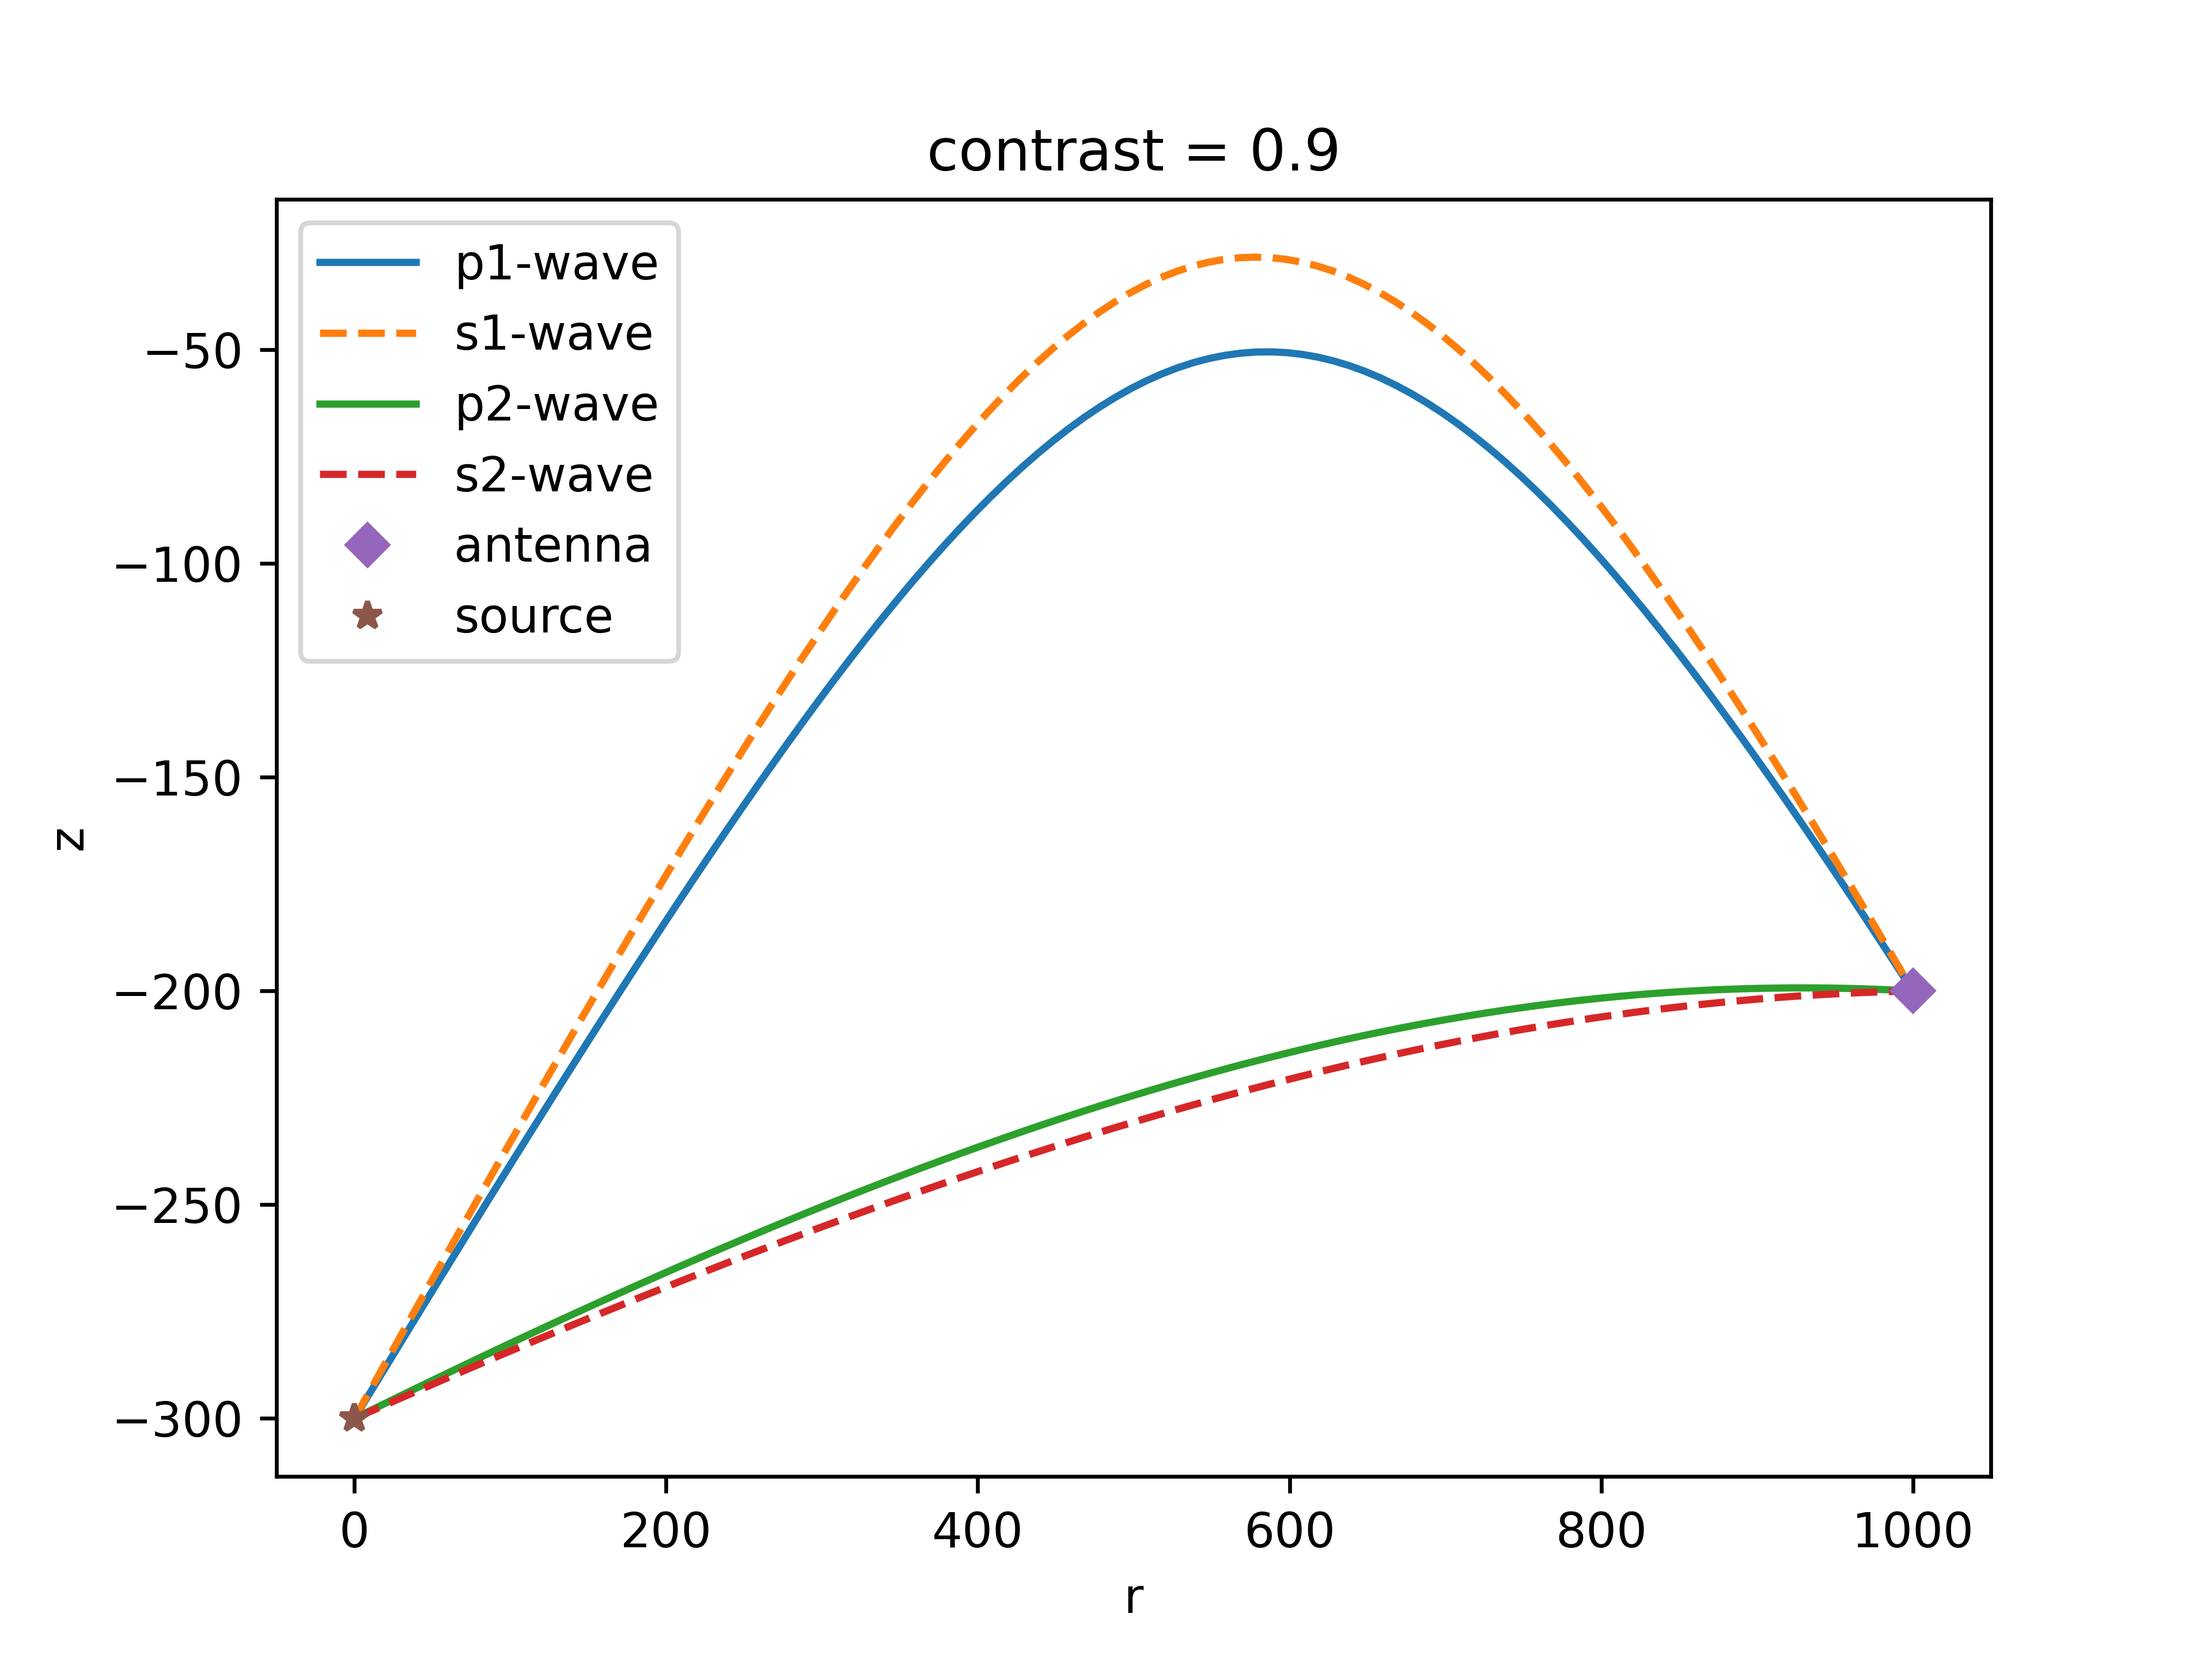 contrast = 0.9
p1-wave
s1-wave
p2-wave
s2-wave
antenna
source
−50
−100
−150
−200
−250
−300
z
0 200 400 600 800 1000
r